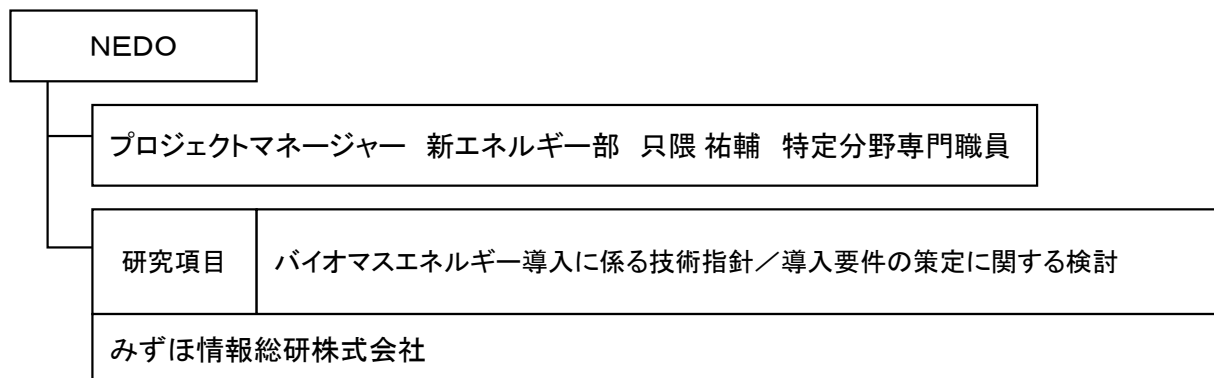 NEDO
プロジェクトマネージャー　新エネルギー部　只隈 祐輔　特定分野専門職員
研究項目　バイオマスエネルギー導入に係る技術指針／導入要件の策定に関する検討
みずほ情報総研株式会社